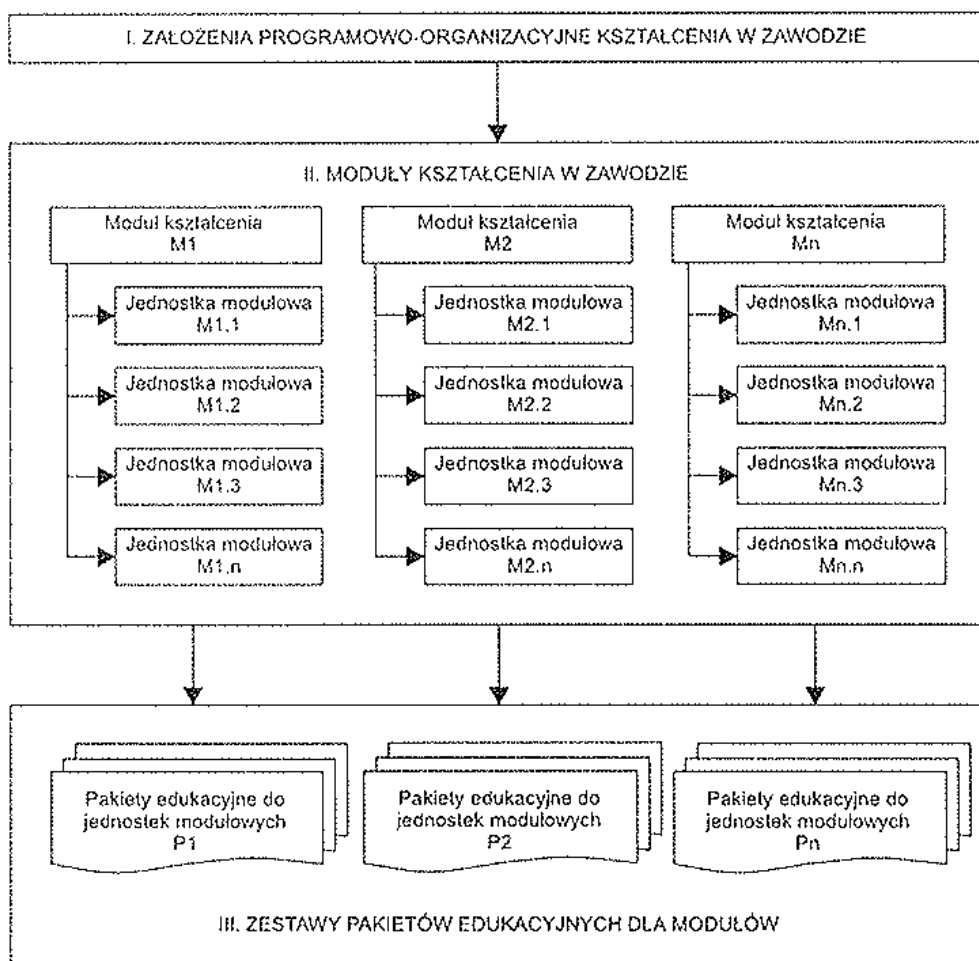 I. ZAŁOŻENIA PROGRAMOWO-ORGANIZACYJNE KSZTAŁCENIA W ZAWODZIE
II. MODUŁY KSZTAŁCENIA W ZAWODZIE
Moduł kształcenia
M1
Jednostka modułowa
M1.1
Jednostka modułowa
M1.2
Jednostka modułowa
M1.3
Jednostka modułowa
M1.n
Moduł kształcenia
M2
Jednostka modułowa
M2.1
Jednostka modułowa
M2.2
Jednostka modułowa
M2.3
Jednostka modułowa
M2.n
Moduł kształcenia
Mn
Jednostka modułowa
Mn.1
Jednostka modułowa
Mn.2
Jednostka modułowa
Mn.3
Jednostka modułowa
Mn.n
Pakiety edukacyjne do
jednostek modułowych
P1
Pakiety edukacyjne do
jednostek modułowych
P2
Pakiety edukacyjne do
jednostek modułowych
Pn
III. ZESTAWY PAKIETÓW EDUKACYJNYCH DLA MODUŁÓW